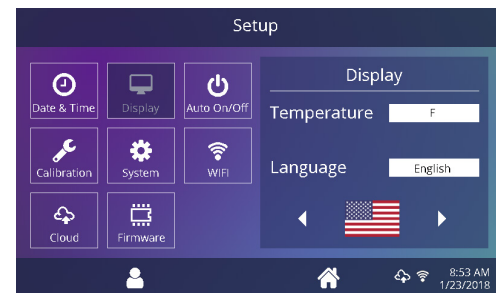 Setup
Date & Time
Display
Auto On/Off
Calibration
System
WIFI
Cloud
Firmware
Display
Temperature F
Language English
8:53 AM
1/23/2018